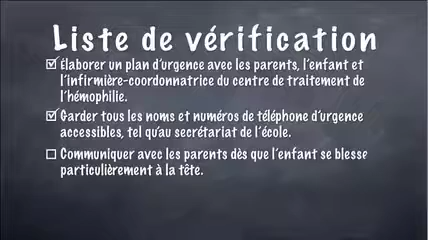 Liste de vérification
Élaborer un plan d'urgence avec les parents, l'enfant et
l'infirmière-coordonnatrice du centre de traitement de
l'hémophilie.
Garder tous les noms et numéros de téléphone d'urgence
accessibles, tel qu'au secrétariat de l'école.
Communiquer avec les parents dès que l'enfant se blesse
particulièrement à la tête.